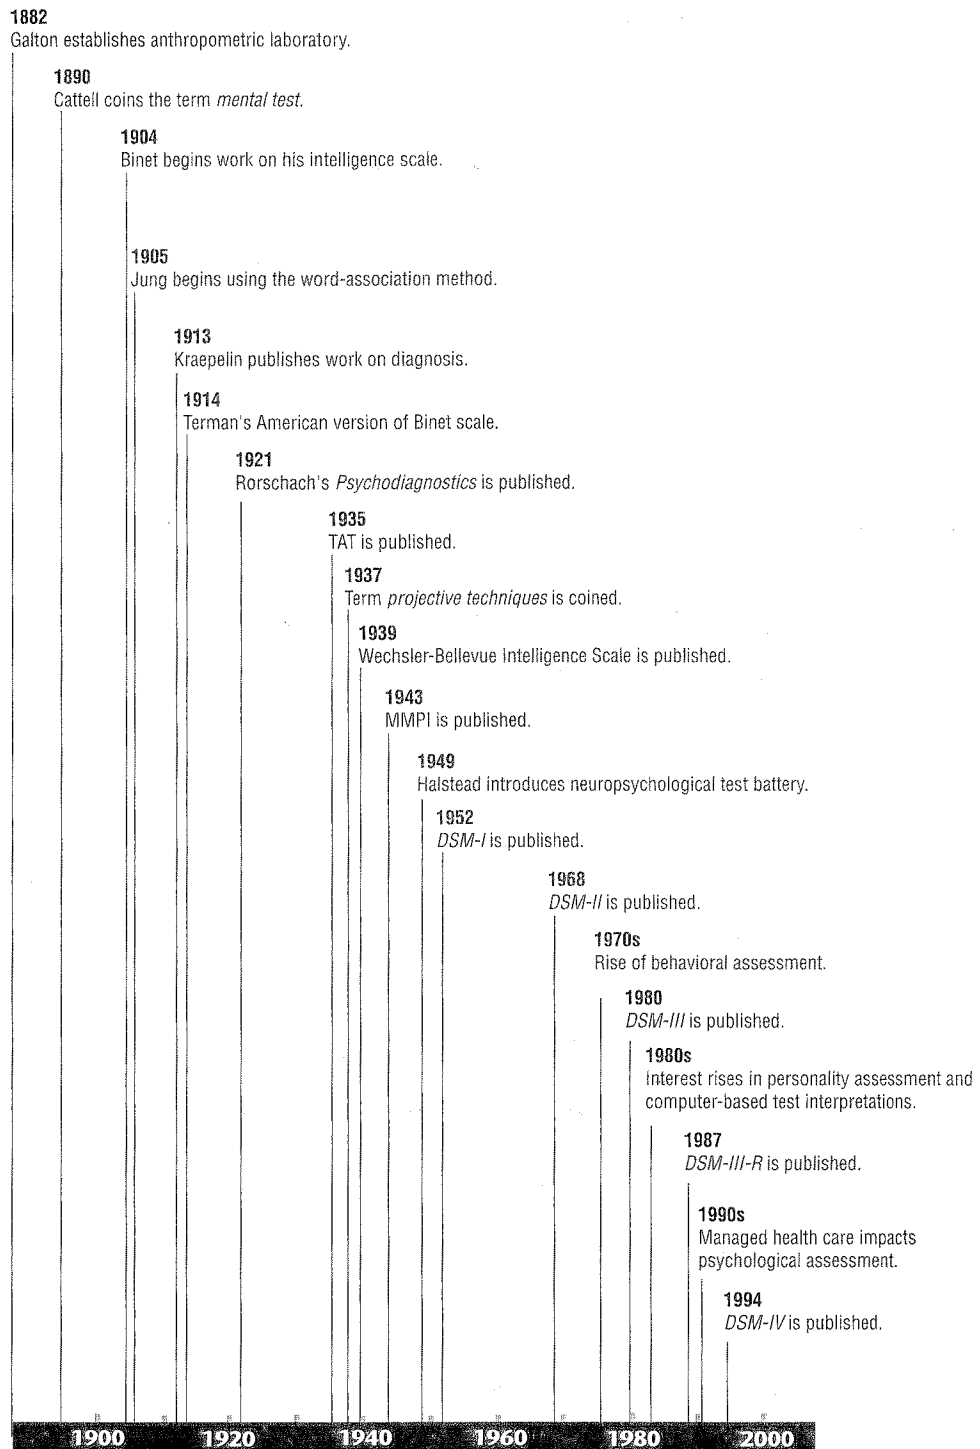 1882
Galton establishes anthropometric laboratory.
1890
Cattell coins the term mental test.
1904
Binet begins work on his intelligence scale.
1905
Jung begins using the word-association method.
1913
Kraepelin publishes work on diagnosis.
1914
Terman's American version of Binet scale.
1921
Rorschach's Psychodiagnostics is published.
1935
TAT is published.
1937
Term projective techniques is coined.
1939
Wechsler-Bellevue Intelligence Scale is published.
1943
MMPI is published.
1949
Halstead introduces neuropsychological test battery.
1952
DSM-I is published.
1968
DSM-II is published.
1970s
Rise of behavioral assessment.
1980
DSM-III is published.
1980s
Interest rises in personality assessment and
computer-based test interpretations.
1987
DSM-III-R is published.
1990s
Managed health care impacts
psychological assessment.
1994
DSM-IV is published.
1900 1920 1940 1960 1980 2000